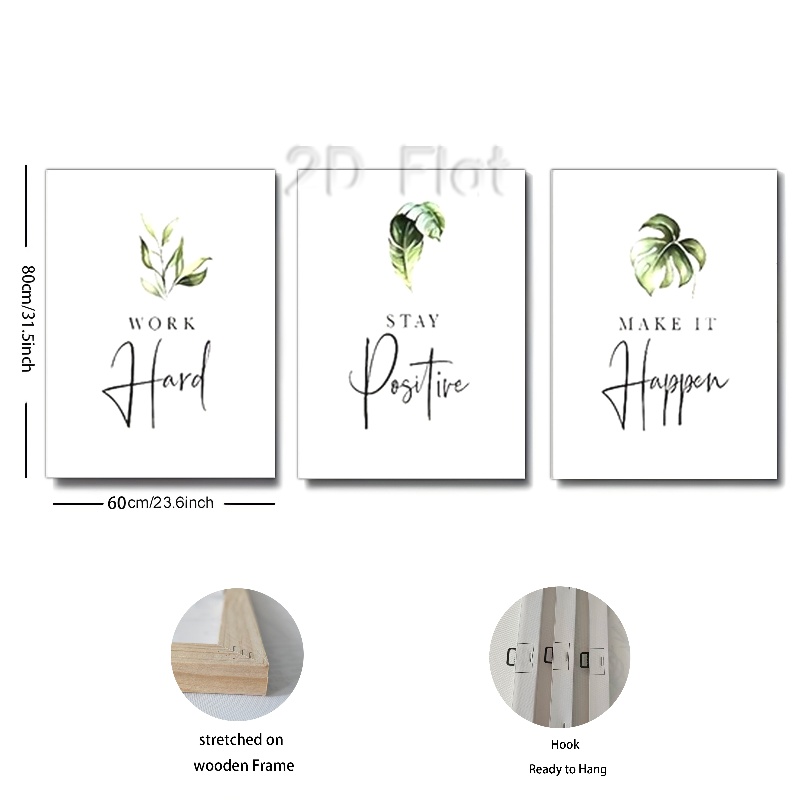 2D Flat
80cm/31.5inch
WORK
Hard
STAY
Positive
MAKE IT
Happen
60cm/23.6inch
stretched on
wooden Frame
Hook
Ready to Hang